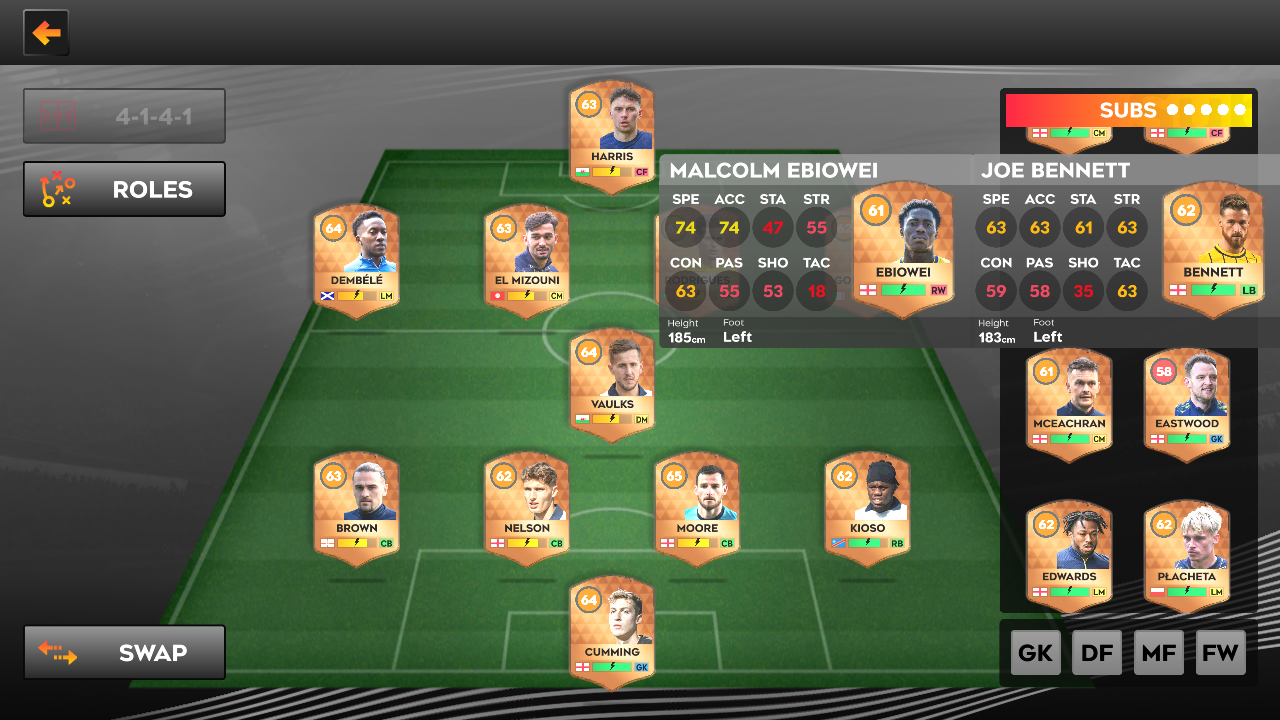 4-1-4-1
ROLES
SWAP
63
HARRIS
CF
64
DEMBÉLÉ
LM
63
EL MIZOUNI
CM
64
VAULKS
DM
63
BROWN
CB
62
NELSON
CB
65
MOORE
CB
62
KIOSO
RB
64
CUMMING
GK
SUBS
CM
CF
MALCOLM EBIOWEI
SPE ACC STA STR
74 74 47 55
CON PAS SHO TAC
63 55 53 18
Height Foot
185cm Left
61
EBIOWEI
RW
JOE BENNETT
SPE ACC STA STR
63 63 61 63
CON PAS SHO TAC
59 58 35 63
Height Foot
183cm Left
62
BENNETT
LB
61
MCEACHRAN
CM
58
EASTWOOD
GK
62
EDWARDS
LM
62
PŁACHETA
LM
GK DF MF FW